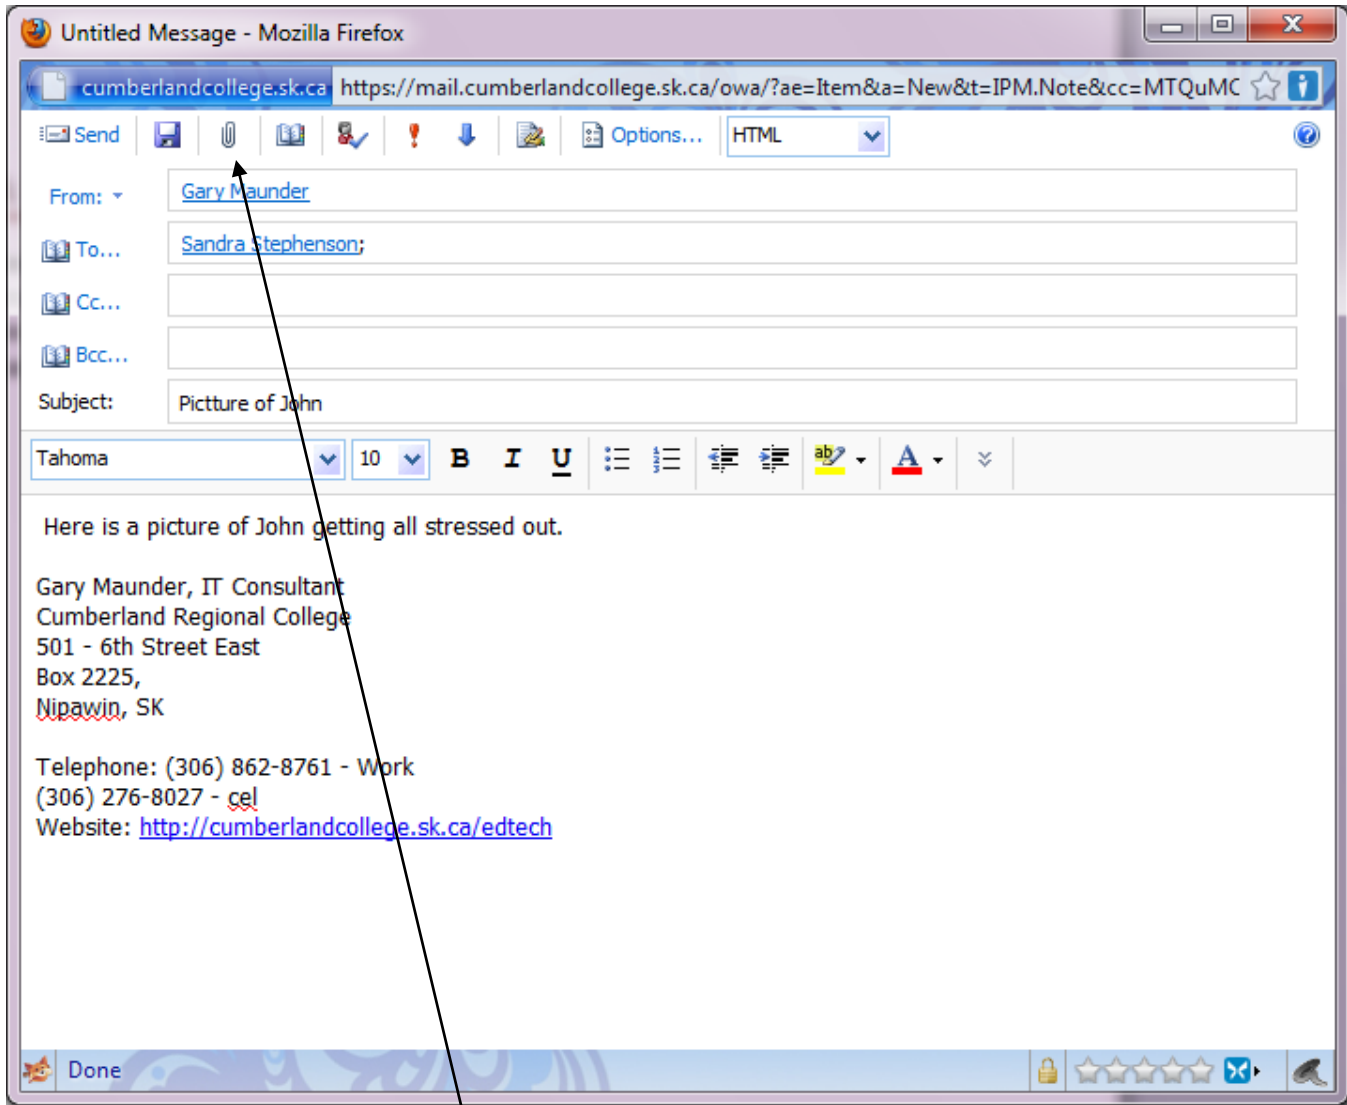 Untitled Message - Mozilla Firefox
cumberlandcollege.sk.ca https://mail.cumberlandcollege.sk.ca/owa/?ae=Item&a=New&t=IPM.Note&cc=MTQuMC
Send Options... HTML
From: Gary Maunder
To... Sandra Stephenson;
Cc...
Bcc...
Subject: Pictture of John
Tahoma 10 B I U ab A
Here is a picture of John getting all stressed out.
Gary Maunder, IT Consultant
Cumberland Regional College
501 - 6th Street East
Box 2225,
Nipawin, SK
Telephone: (306) 862-8761 - Work
(306) 276-8027 - cel
Website: http://cumberlandcollege.sk.ca/edtech
Done